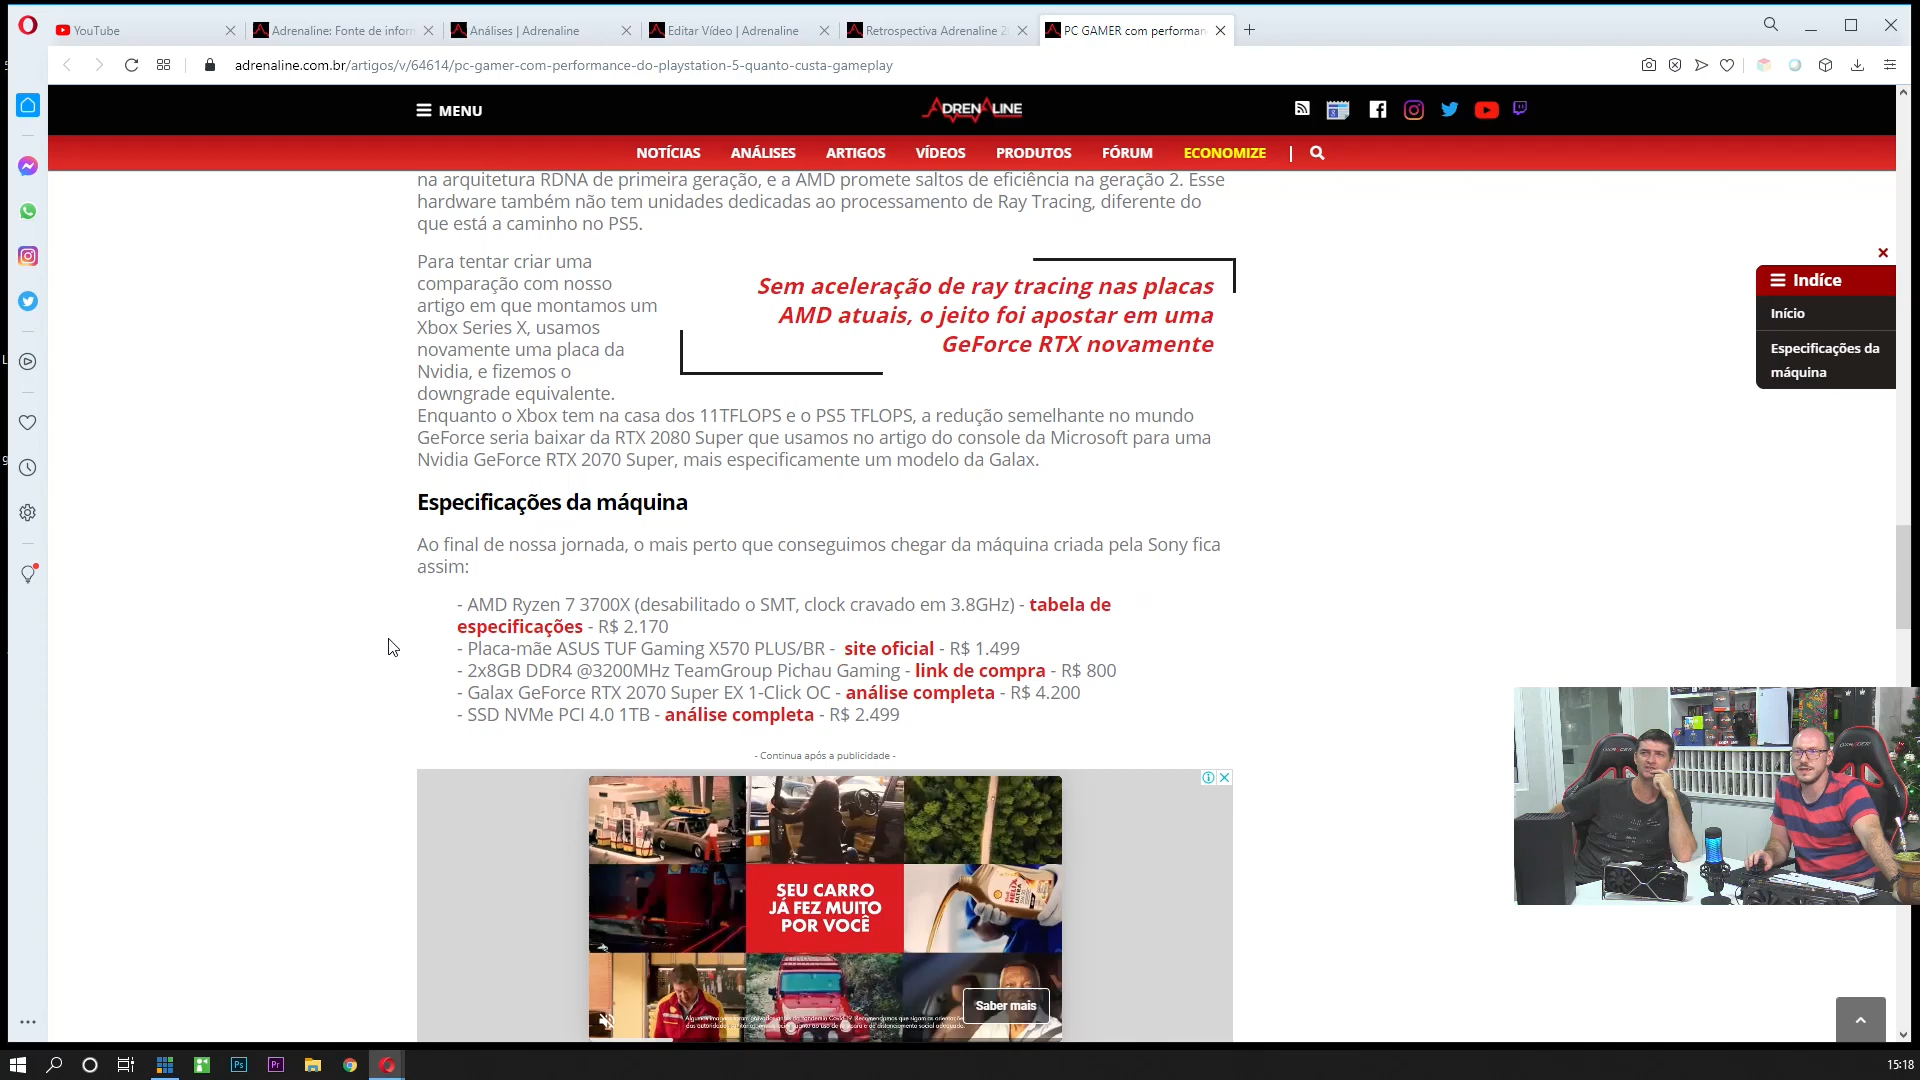 YouTube
Adrenaline: Fonte de inforn
Análises | Adrenaline
Editar Vídeo | Adrenaline
Retrospectiva Adrenaline 2
PC GAMER com performan
adrenaline.com.br/artigos/v/64614/pc-gamer-com-performance-do-playstation-5-quanto-custa-gameplay
MENU
ADRENALINE
NOTÍCIAS ANÁLISES ARTIGOS VÍDEOS PRODUTOS FÓRUM ECONOMIZE |
na arquitetura RDNA de primeira geração, e a AMD promete saltos de eficiência na geração 2. Esse
hardware também não tem unidades dedicadas ao processamento de Ray Tracing, diferente do
que está a caminho no PS5.
Para tentar criar uma
comparação com nosso
artigo em que montamos um
Xbox Series X, usamos
novamente uma placa da
Nvidia, e fizemos o
downgrade equivalente.
Sem aceleração de ray tracing nas placas
AMD atuais, o jeito foi apostar em uma
GeForce RTX novamente
Enquanto o Xbox tem na casa dos 11TFLOPS e o PS5 TFLOPS, a redução semelhante no mundo
GeForce seria baixar da RTX 2080 Super que usamos no artigo do console da Microsoft para uma
Nvidia GeForce RTX 2070 Super, mais especificamente um modelo da Galax.
Indíce
Início
Especificações da
máquina
Especificações da máquina
Ao final de nossa jornada, o mais perto que conseguimos chegar da máquina criada pela Sony fica
assim:
- AMD Ryzen 7 3700X (desabilitado o SMT, clock cravado em 3.8GHz) - tabela de
especificações - R$ 2.170
- Placa-mãe ASUS TUF Gaming X570 PLUS/BR - site oficial - R$ 1.499
- 2x8GB DDR4 @3200MHz TeamGroup Pichau Gaming - link de compra - R$ 800
- Galax GeForce RTX 2070 Super EX 1-Click OC - análise completa - R$ 4.200
- SSD NVMe PCI 4.0 1TB - análise completa - R$ 2.499
- Continua após a publicidade -
SEU CARRO
JÁ FEZ MUITO
POR VOCÊ
Saber mais
Ps
Pr
15:18